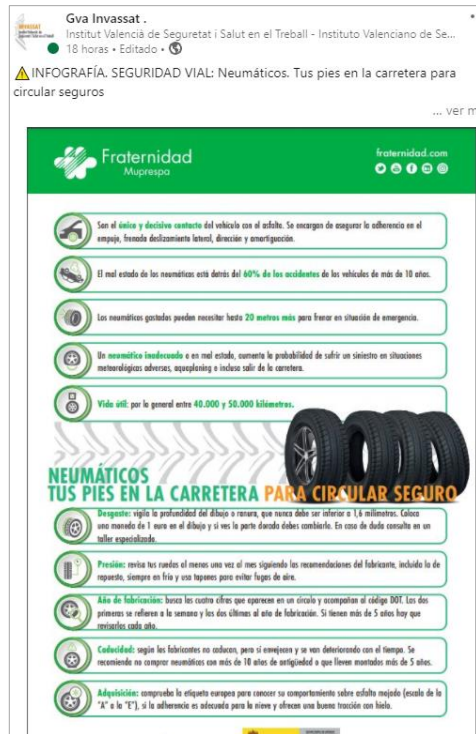 Gva Invassat .
Institut Valencià de Seguretat i Salut en el Treball - Instituto Valenciano de Se...
18 horas • Editado •
INFOGRAFÍA. SEGURIDAD VIAL: Neumáticos. Tus pies en la carretera para
circular seguros
... ver m
Fraternidad
Muprespa
fraternidad.com
Son el único y decisivo contacto del vehículo con el asfalto. Se encargan de asegurar la adherencia en el
empuje, frenada deslizamiento lateral, dirección y amortiguación.
El mal estado de los neumáticos está detrás del 60% de los accidentes de los vehículos de más de 10 años.
Los neumáticos gastados pueden necesitar hasta 20 metros más para frenar en situación de emergencia.
Un neumático inadecuado o en mal estado, aumenta la probabilidad de sufrir un siniestro en situaciones
meteorológicas adversas, aquaplaning o incluso salir de la carretera.
Vida útil: por lo general entre 40.000 y 50.000 kilómetros.
NEUMÁTICOS
TUS PIES EN LA CARRETERA PARA CIRCULAR SEGURO
Desgaste: vigila la profundidad del dibujo o ranura, que nunca debe ser inferior a 1,6 milímetros. Coloca
una moneda de 1 euro en el dibujo y si ves la parte dorada debes cambiarlo. En caso de duda consulta en un
taller especializado.
Presión: revisa tus ruedas al menos una vez al mes siguiendo las recomendaciones del fabricante, incluida la de
repuesto, siempre en frío y usa tapones para evitar fugas de aire.
Año de fabricación: busca las cuatro cifras que aparecen en un círculo y acompañan al código DOT. Las dos
primeras se refieren a la semana y las dos últimas al año de fabricación. Si tienen más de 5 años hay que
revisarlos cada año.
Caducidad: según los fabricantes no caducan, pero si envejecen y se van deteriorando con el tiempo. Se
recomienda no comprar neumáticos con más de 10 años de antigüedad o que lleven montados más de 5 años.
Adquisición: comprueba la etiqueta europea para conocer su comportamiento sobre asfalto mojado (escala de la
"A" a la "E"), si la adherencia es adecuada para la nieve y ofrecen una buena tracción con hielo.